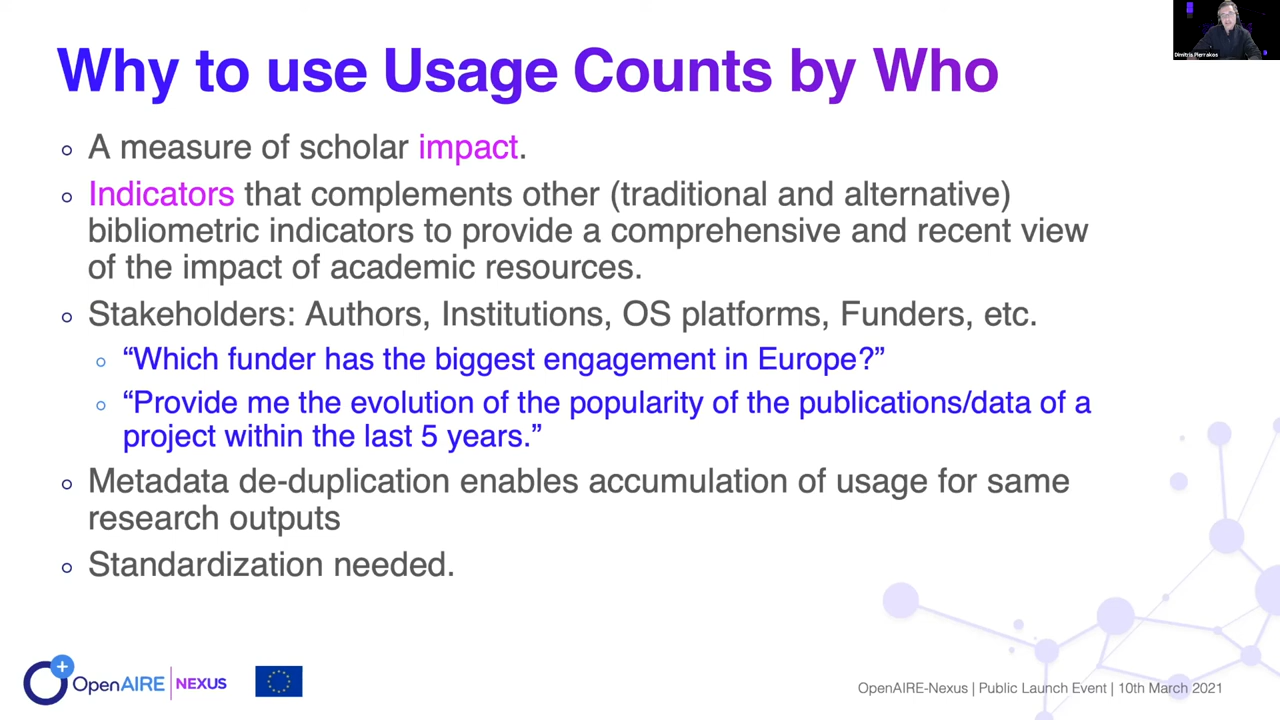 Dimitris Pierrakos
Why to use Usage Counts by Who
A measure of scholar impact.
Indicators that complements other (traditional and alternative)
bibliometric indicators to provide a comprehensive and recent view
of the impact of academic resources.
Stakeholders: Authors, Institutions, OS platforms, Funders, etc.
“Which funder has the biggest engagement in Europe?”
“Provide me the evolution of the popularity of the publications/data of a
project within the last 5 years.”
Metadata de-duplication enables accumulation of usage for same
research outputs
Standardization needed.
OpenAIRE | NEXUS
OpenAIRE-Nexus | Public Launch Event | 10th March 2021